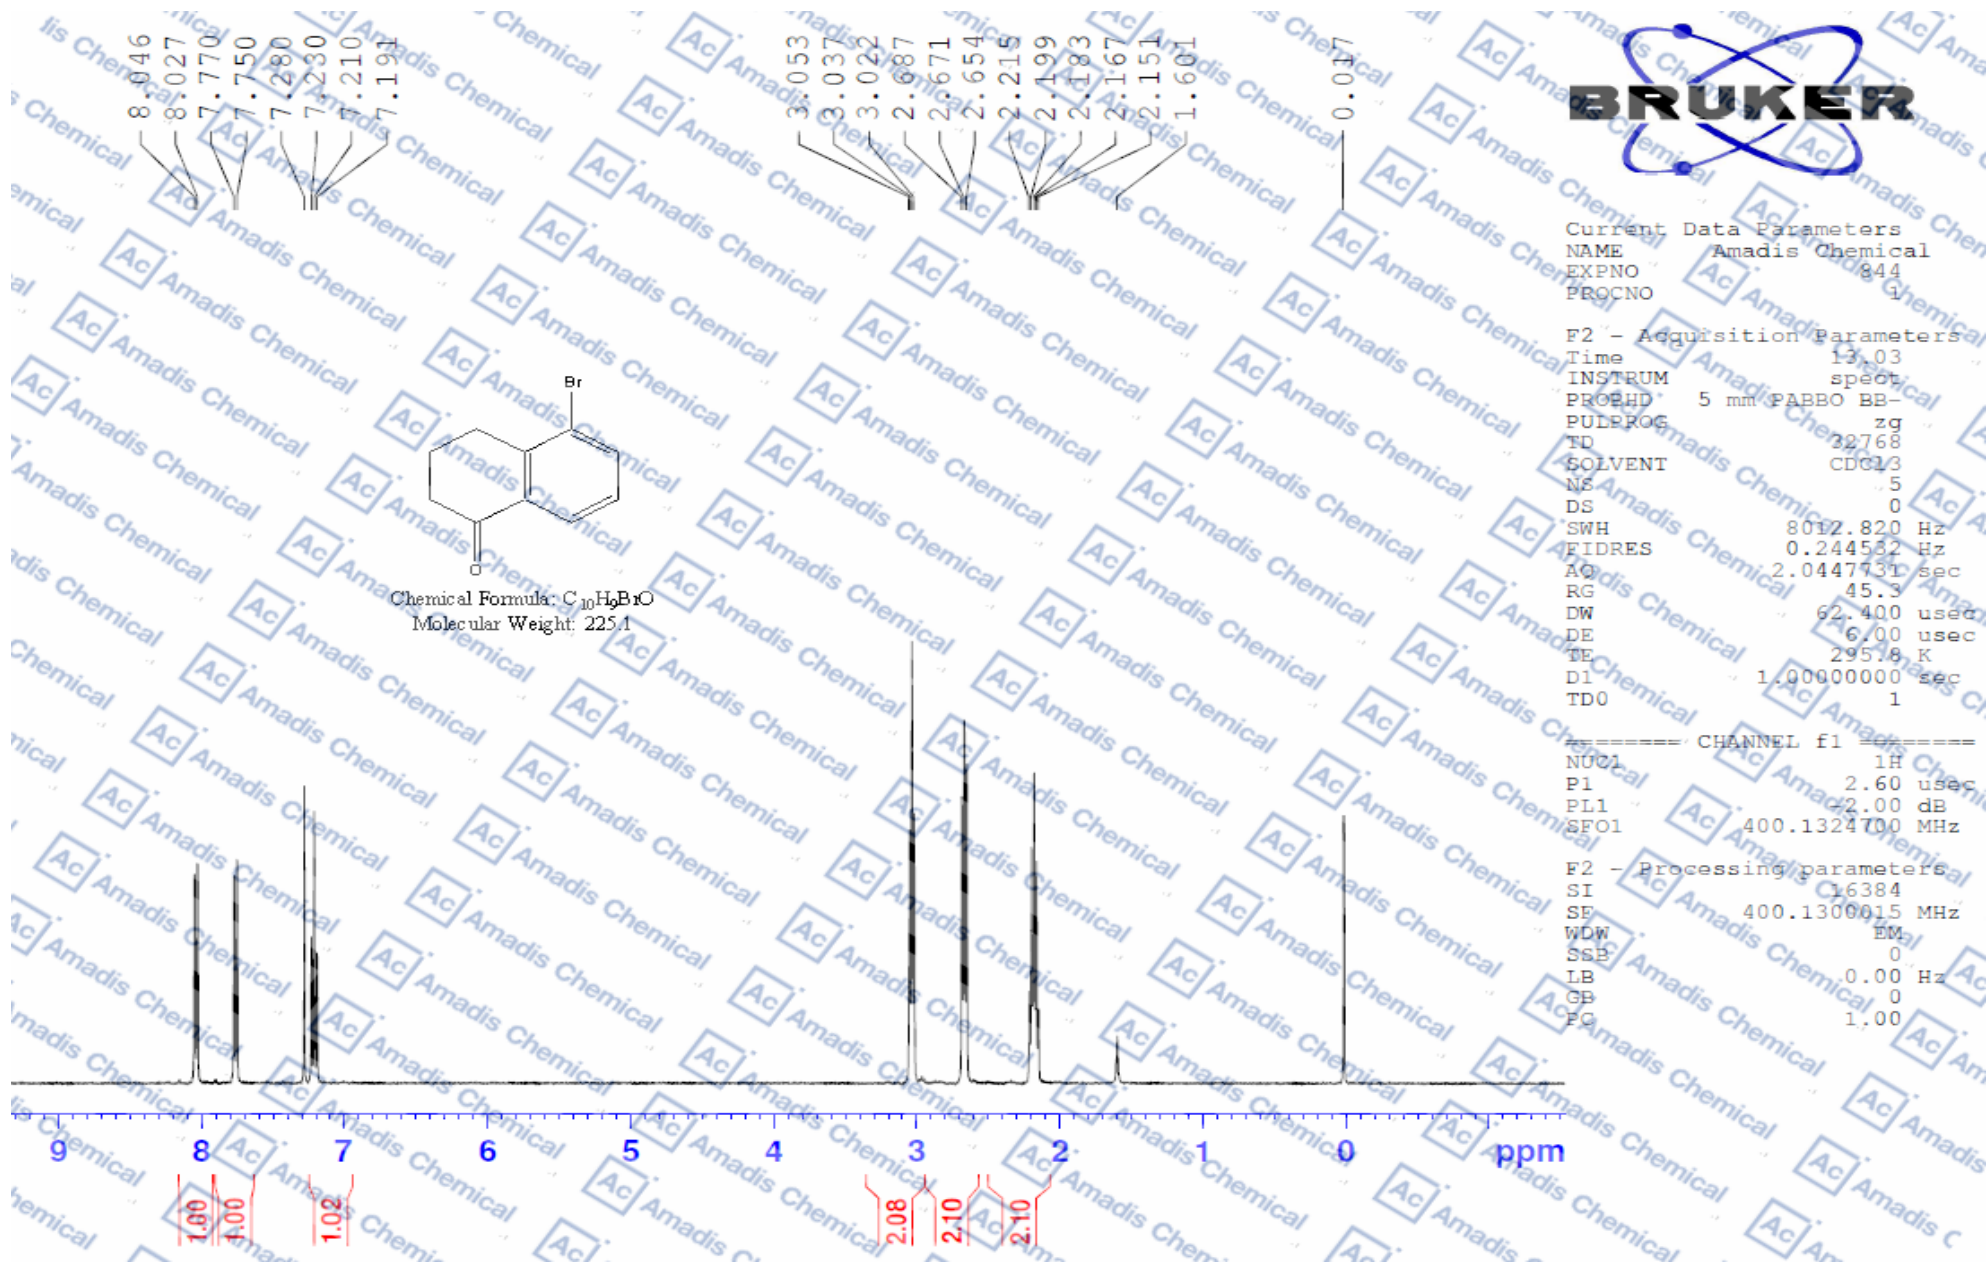 8.046
8.027
7.770
7.750
7.280
7.230
7.210
7.191
3.053
3.037
3.022
2.687
2.671
2.654
2.215
2.199
2.183
2.167
2.151
1.601
0.017
BRUKER
Current Data Parameters
NAME Amadis Chemical
EXPNO 844
PROCNO 1
F2 - Acquisition Parameters
Time 13.03
INSTRUM spect
PROBHD 5 mm PABBO BB-
PULPROG zg
TD 32768
SOLVENT CDCl3
NS 5
DS 0
SWH 8012.820 Hz
FIDRES 0.244532 Hz
AQ 2.0447731 sec
RG 45.3
DW 62.400 usec
DE 6.00 usec
TE 295.8 K
D1 1.00000000 sec
TD0 1
======== CHANNEL f1 ========
NUC1 1H
P1 2.60 usec
PL1 -2.00 dB
SFO1 400.1324700 MHz
F2 - Processing parameters
SI 16384
SF 400.1300015 MHz
WDW EM
SSB 0
LB 0.00 Hz
GB 0
PC 1.00
Br
O
Chemical Formula: C10H9BrO
Molecular Weight: 225.1
9 8 7 6 5 4 3 2 1 0 ppm
1.00
1.00
1.02
2.08
2.10
2.10
Ac Amadis Chemical